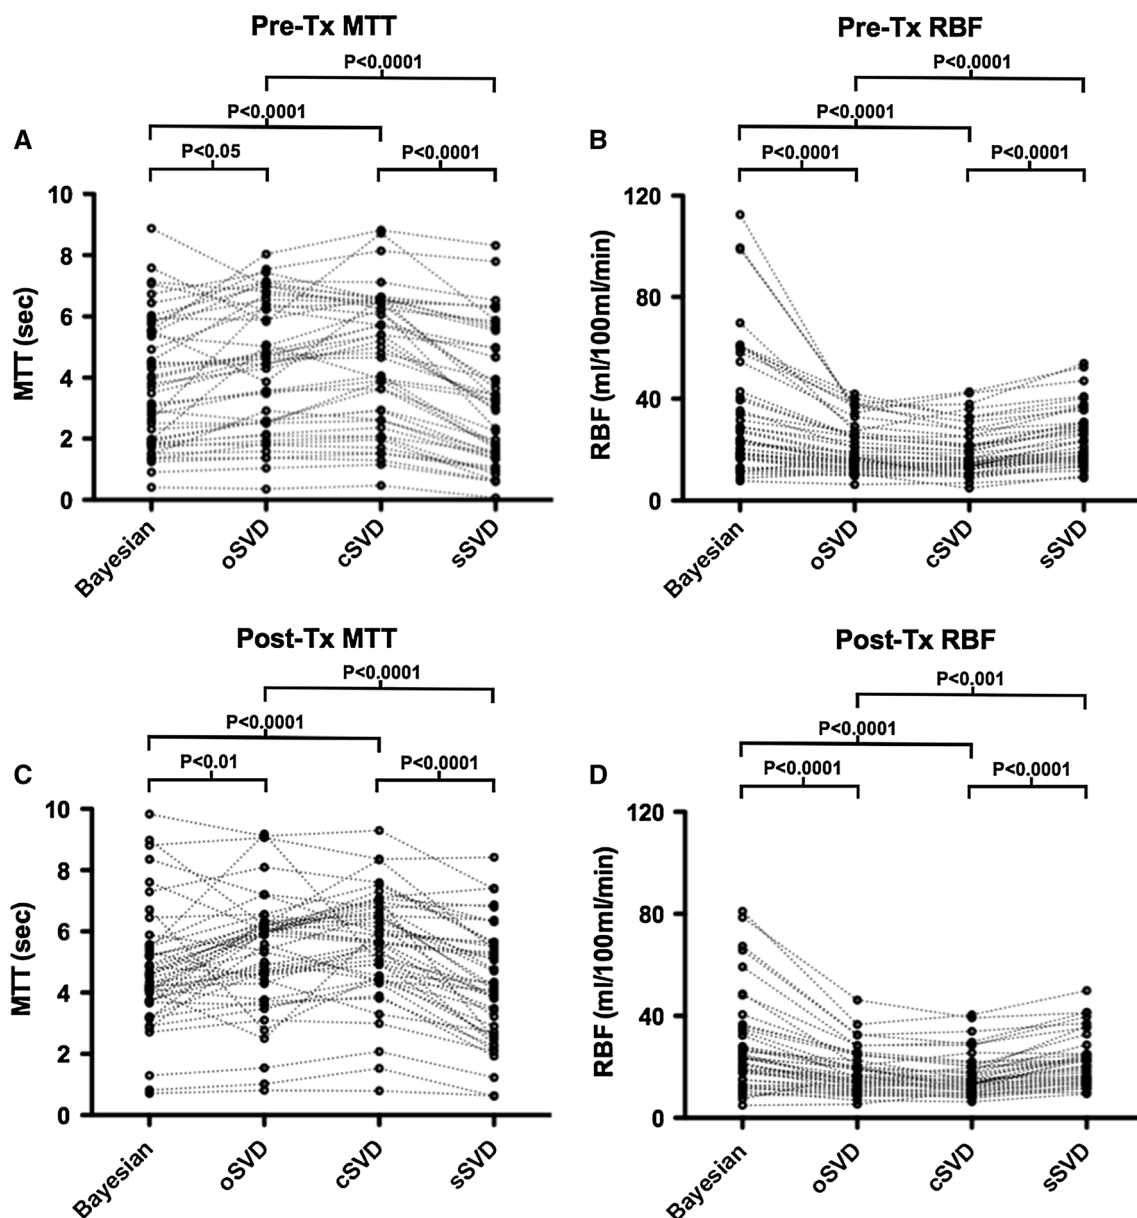 Pre-Tx MTT
P<0.0001
P<0.0001
A
P<0.05
P<0.0001
10
8
6
4
2
0
MTT (sec)
Bayesian
oSVD
cSVD
sSVD
Pre-Tx RBF
P<0.0001
P<0.0001
B
P<0.0001
P<0.0001
120
80
40
0
RBF (ml/100ml/min)
Bayesian
oSVD
cSVD
sSVD
Post-Tx MTT
P<0.0001
P<0.0001
C
P<0.01
P<0.0001
10
8
6
4
2
0
MTT (sec)
Bayesian
oSVD
cSVD
sSVD
Post-Tx RBF
P<0.001
P<0.0001
D
P<0.0001
P<0.0001
120
80
40
0
RBF (ml/100ml/min)
Bayesian
oSVD
cSVD
sSVD